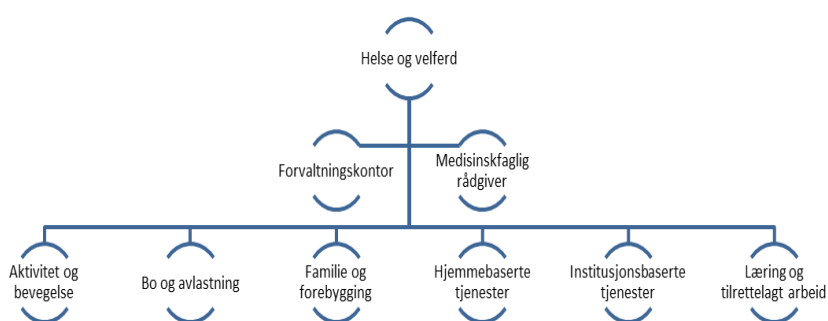 Helse og velferd
Forvaltningskontor
Medisinskfaglig
rådgiver
Aktivitet og
bevegelse
Bo og avlastning
Familie og
forebygging
Hjemmebaserte
tjenester
Institusjonsbaserte
tjenester
Læring og
tilrettelagt arbeid